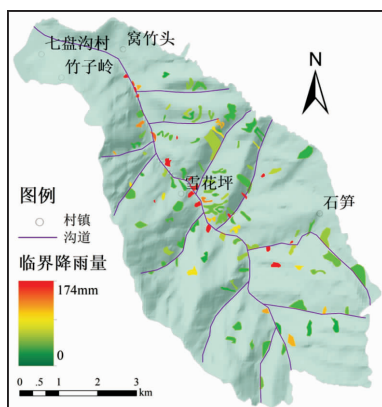 窝竹头
七盘沟村
竹子岭
N
雪花坪
石笋
图例
村镇
沟道
临界降雨量
174mm
0
0 .5 1 2 3
km